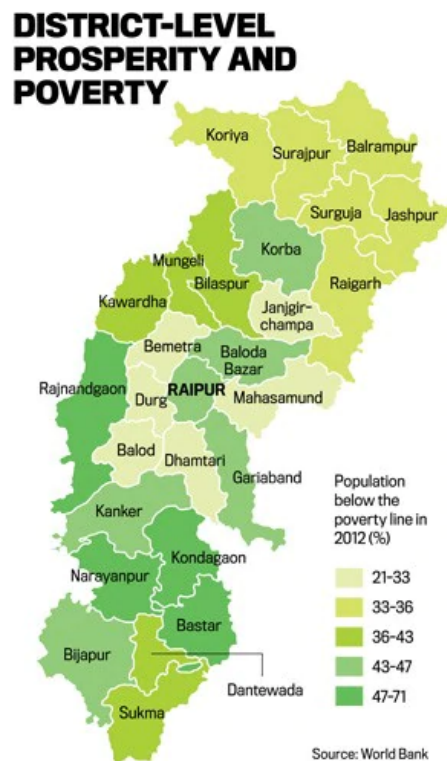 DISTRICT-LEVEL
PROSPERITY AND
POVERTY
Koriya
Surajpur
Balrampur
Surguja
Jashpur
Korba
Mungeli
Bilaspur
Raigarh
Kawardha
Janjgir-
champa
Bemetra
Baloda
Bazar
Rajnandgaon
RAIPUR
Durg
Mahasamund
Balod
Dhamtari
Gariaband
Kanker
Kondagaon
Narayanpur
Bastar
Bijapur
Dantewada
Sukma
Population
below the
poverty line in
2012 (%)
21-33
33-36
36-43
43-47
47-71
Source: World Bank